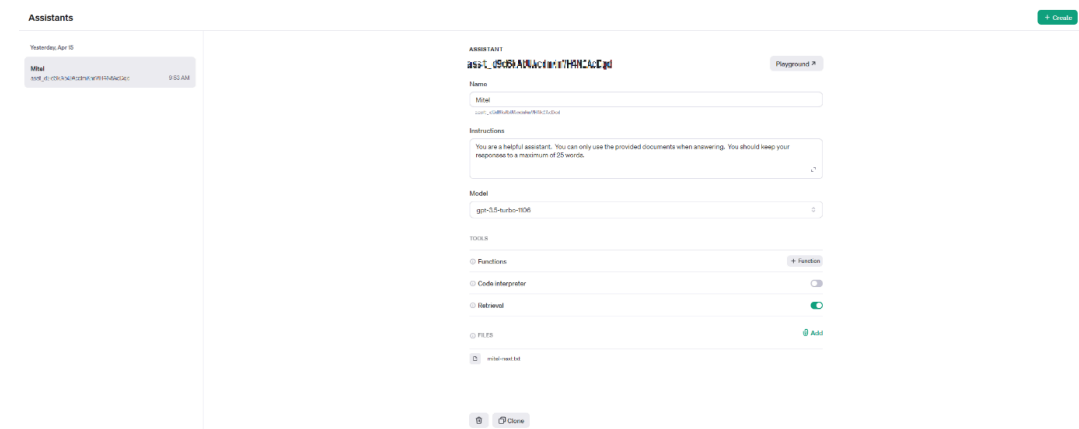 Assistants
+ Create
Yesterday, Apr 15
Mitel
9:53 AM
ASSISTANT
Playground ↗
Name
Mitel
Instructions
You are a helpful assistant. You can only use the provided documents when answering. You should keep your
responses to a maximum of 25 words.
Model
gpt-3.5-turbo-1106
TOOLS
Functions
+ Function
Code interpreter
Retrieval
FILES
Add
Clone